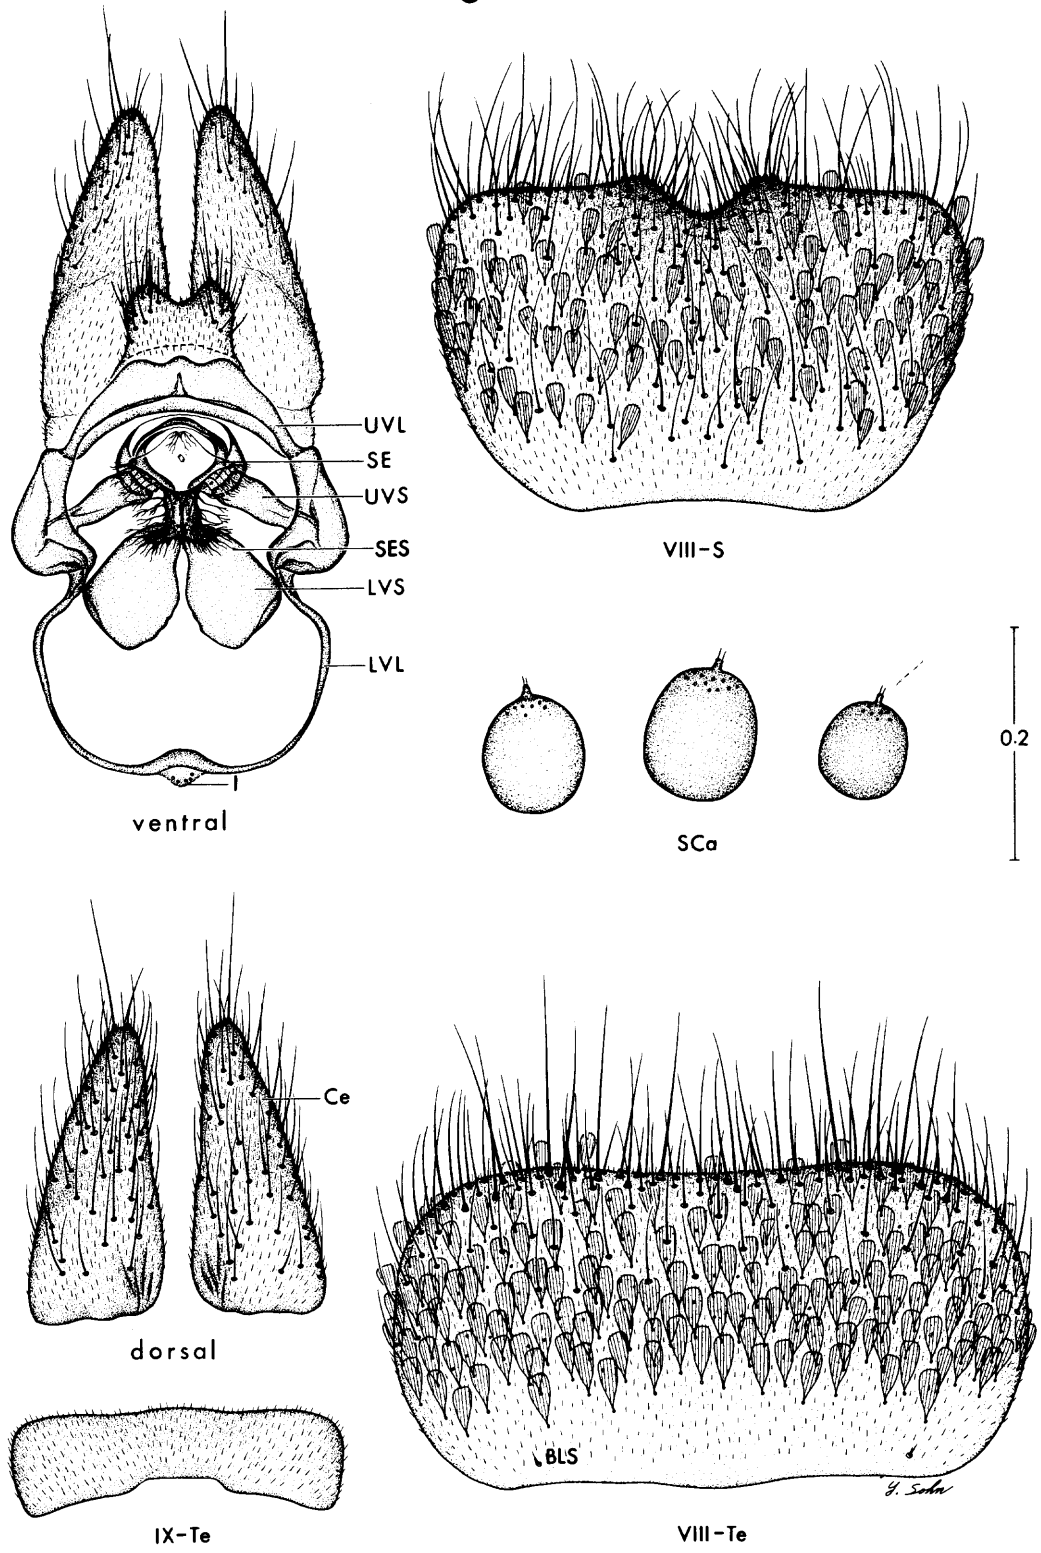 UVL
SE
UVS
SES
LVS
LVL
I
ventral
VIII-S
SCa
0.2
Ce
dorsal
BLS
Y. Sohn
IX-Te
VIII-Te